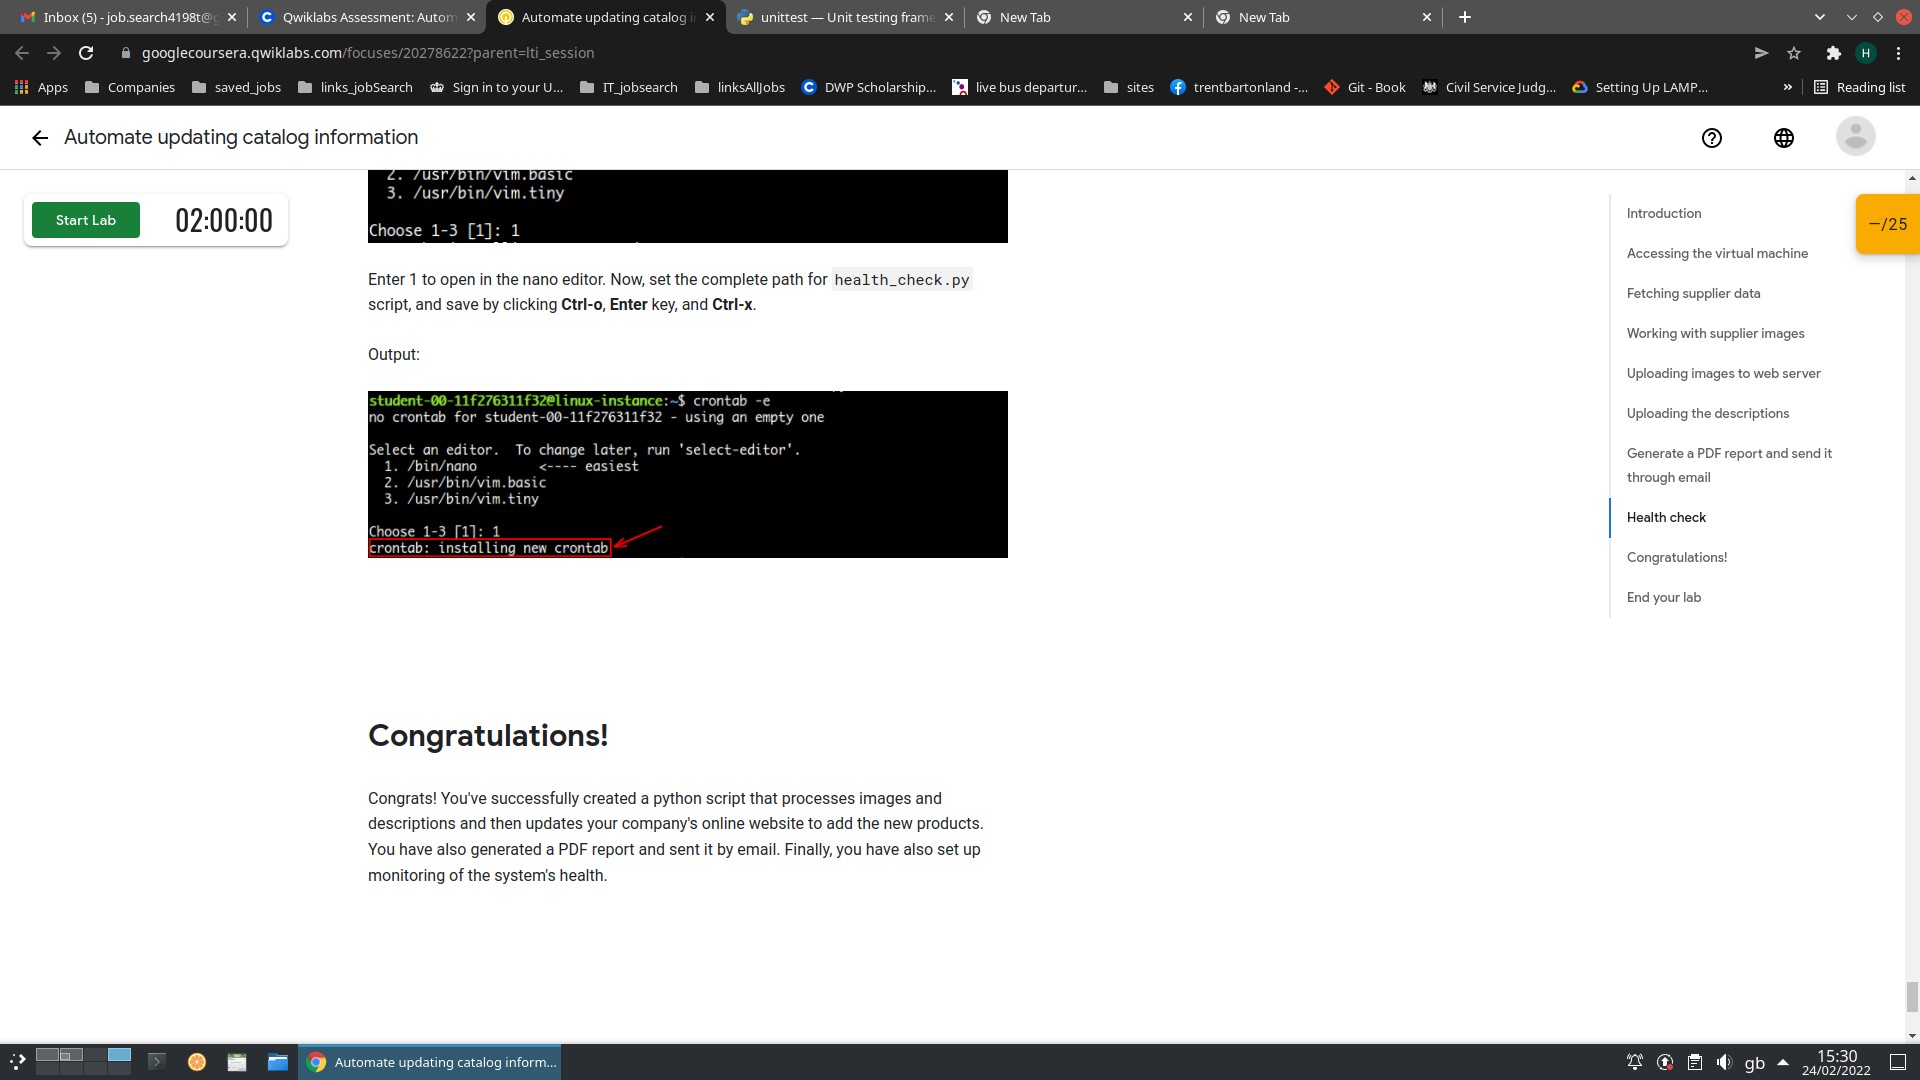 Inbox (5) - job.search4198t@g
Qwiklabs Assessment: Autom
Automate updating catalog i
unittest — Unit testing frame
New Tab
New Tab
googlecoursera.qwiklabs.com/focuses/20278622?parent=lti_session
H
Apps
Companies
saved_jobs
links_jobSearch
Sign in to your U...
IT_jobsearch
linksAllJobs
DWP Scholarship...
live bus departur...
sites
trentbartonland -...
Git - Book
Civil Service Judg...
Setting Up LAMP...
»
Reading list
Automate updating catalog information
Start Lab
02:00:00
2. /usr/bin/vim.basic
3. /usr/bin/vim.tiny
Choose 1-3 [1]: 1
Enter 1 to open in the nano editor. Now, set the complete path for health_check.py
script, and save by clicking Ctrl-o, Enter key, and Ctrl-x.
Output:
student-00-11f276311f32@linux-instance:~$ crontab -e
no crontab for student-00-11f276311f32 - using an empty one
Select an editor.  To change later, run 'select-editor'.
1. /bin/nano        <---- easiest
2. /usr/bin/vim.basic
3. /usr/bin/vim.tiny
Choose 1-3 [1]: 1
crontab: installing new crontab
Congratulations!
Congrats! You've successfully created a python script that processes images and
descriptions and then updates your company's online website to add the new products.
You have also generated a PDF report and sent it by email. Finally, you have also set up
monitoring of the system's health.
Introduction
Accessing the virtual machine
Fetching supplier data
Working with supplier images
Uploading images to web server
Uploading the descriptions
Generate a PDF report and send it
through email
Health check
Congratulations!
End your lab
—/25
Automate updating catalog inform...
gb
15:30
24/02/2022